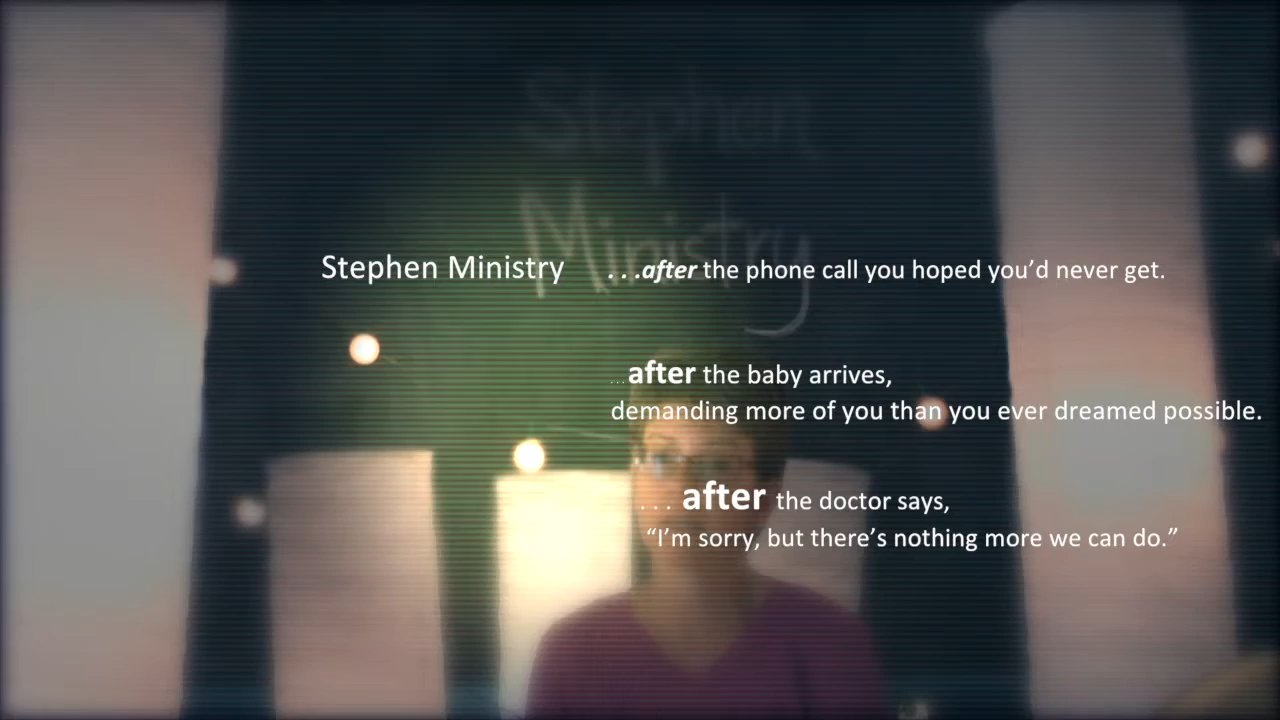 Stephen
Ministry
Stephen Ministry ...after the phone call you hoped you’d never get.
...after the baby arrives,
demanding more of you than you ever dreamed possible.
... after the doctor says,
“I’m sorry, but there’s nothing more we can do.”